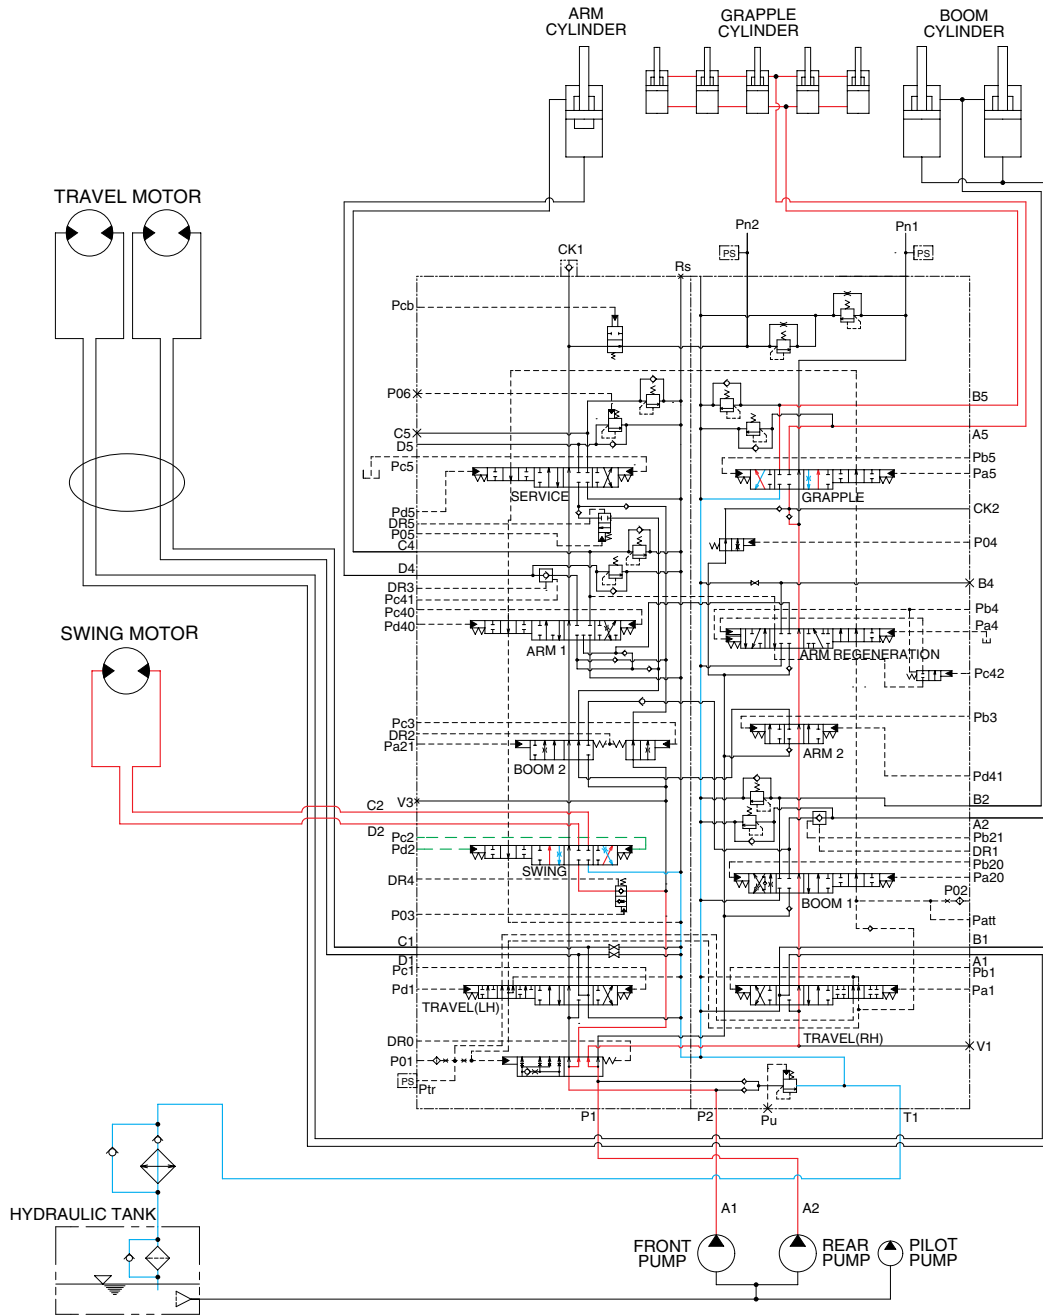 ARM
CYLINDER
GRAPPLE
CYLINDER
BOOM
CYLINDER
TRAVEL MOTOR
Pn2
Pn1
PS
PS
CK1
Rs
Pcb
P06
C5
D5
Pc5
SERVICE
Pd5
DR5
P05
C4
D4
DR3
Pc41
Pc40
Pd40
ARM 1
SWING MOTOR
Pc3
DR2
Pa21
BOOM 2
V3
C2
D2
Pc2
Pd2
SWING
DR4
P03
C1
D1
Pc1
Pd1
TRAVEL(LH)
DR0
P01
PS
Ptr
B5
A5
Pb5
Pa5
GRAPPLE
CK2
P04
B4
Pb4
Pa4
ARM REGENERATION
Pc42
Pb3
ARM 2
Pd41
B2
A2
Pb21
DR1
Pb20
Pa20
BOOM 1
P02
Patt
B1
A1
Pb1
Pa1
TRAVEL(RH)
V1
P1
P2
Pu
T1
HYDRAULIC TANK
A1
A2
FRONT
PUMP
REAR
PUMP
PILOT
PUMP